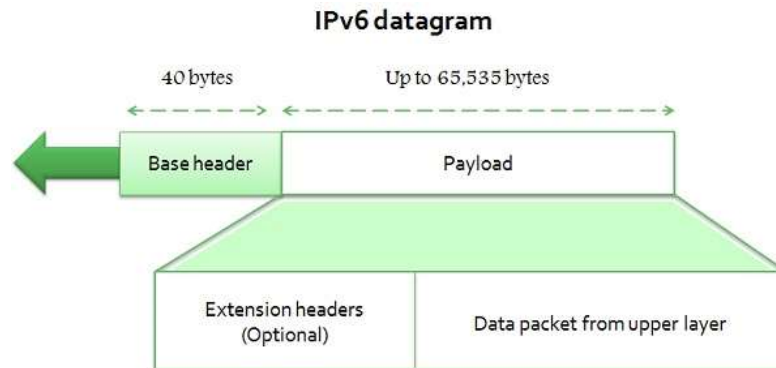 IPv6 datagram
40 bytes
Up to 65,535 bytes
Base header
Payload
Extension headers
(Optional)
Data packet from upper layer